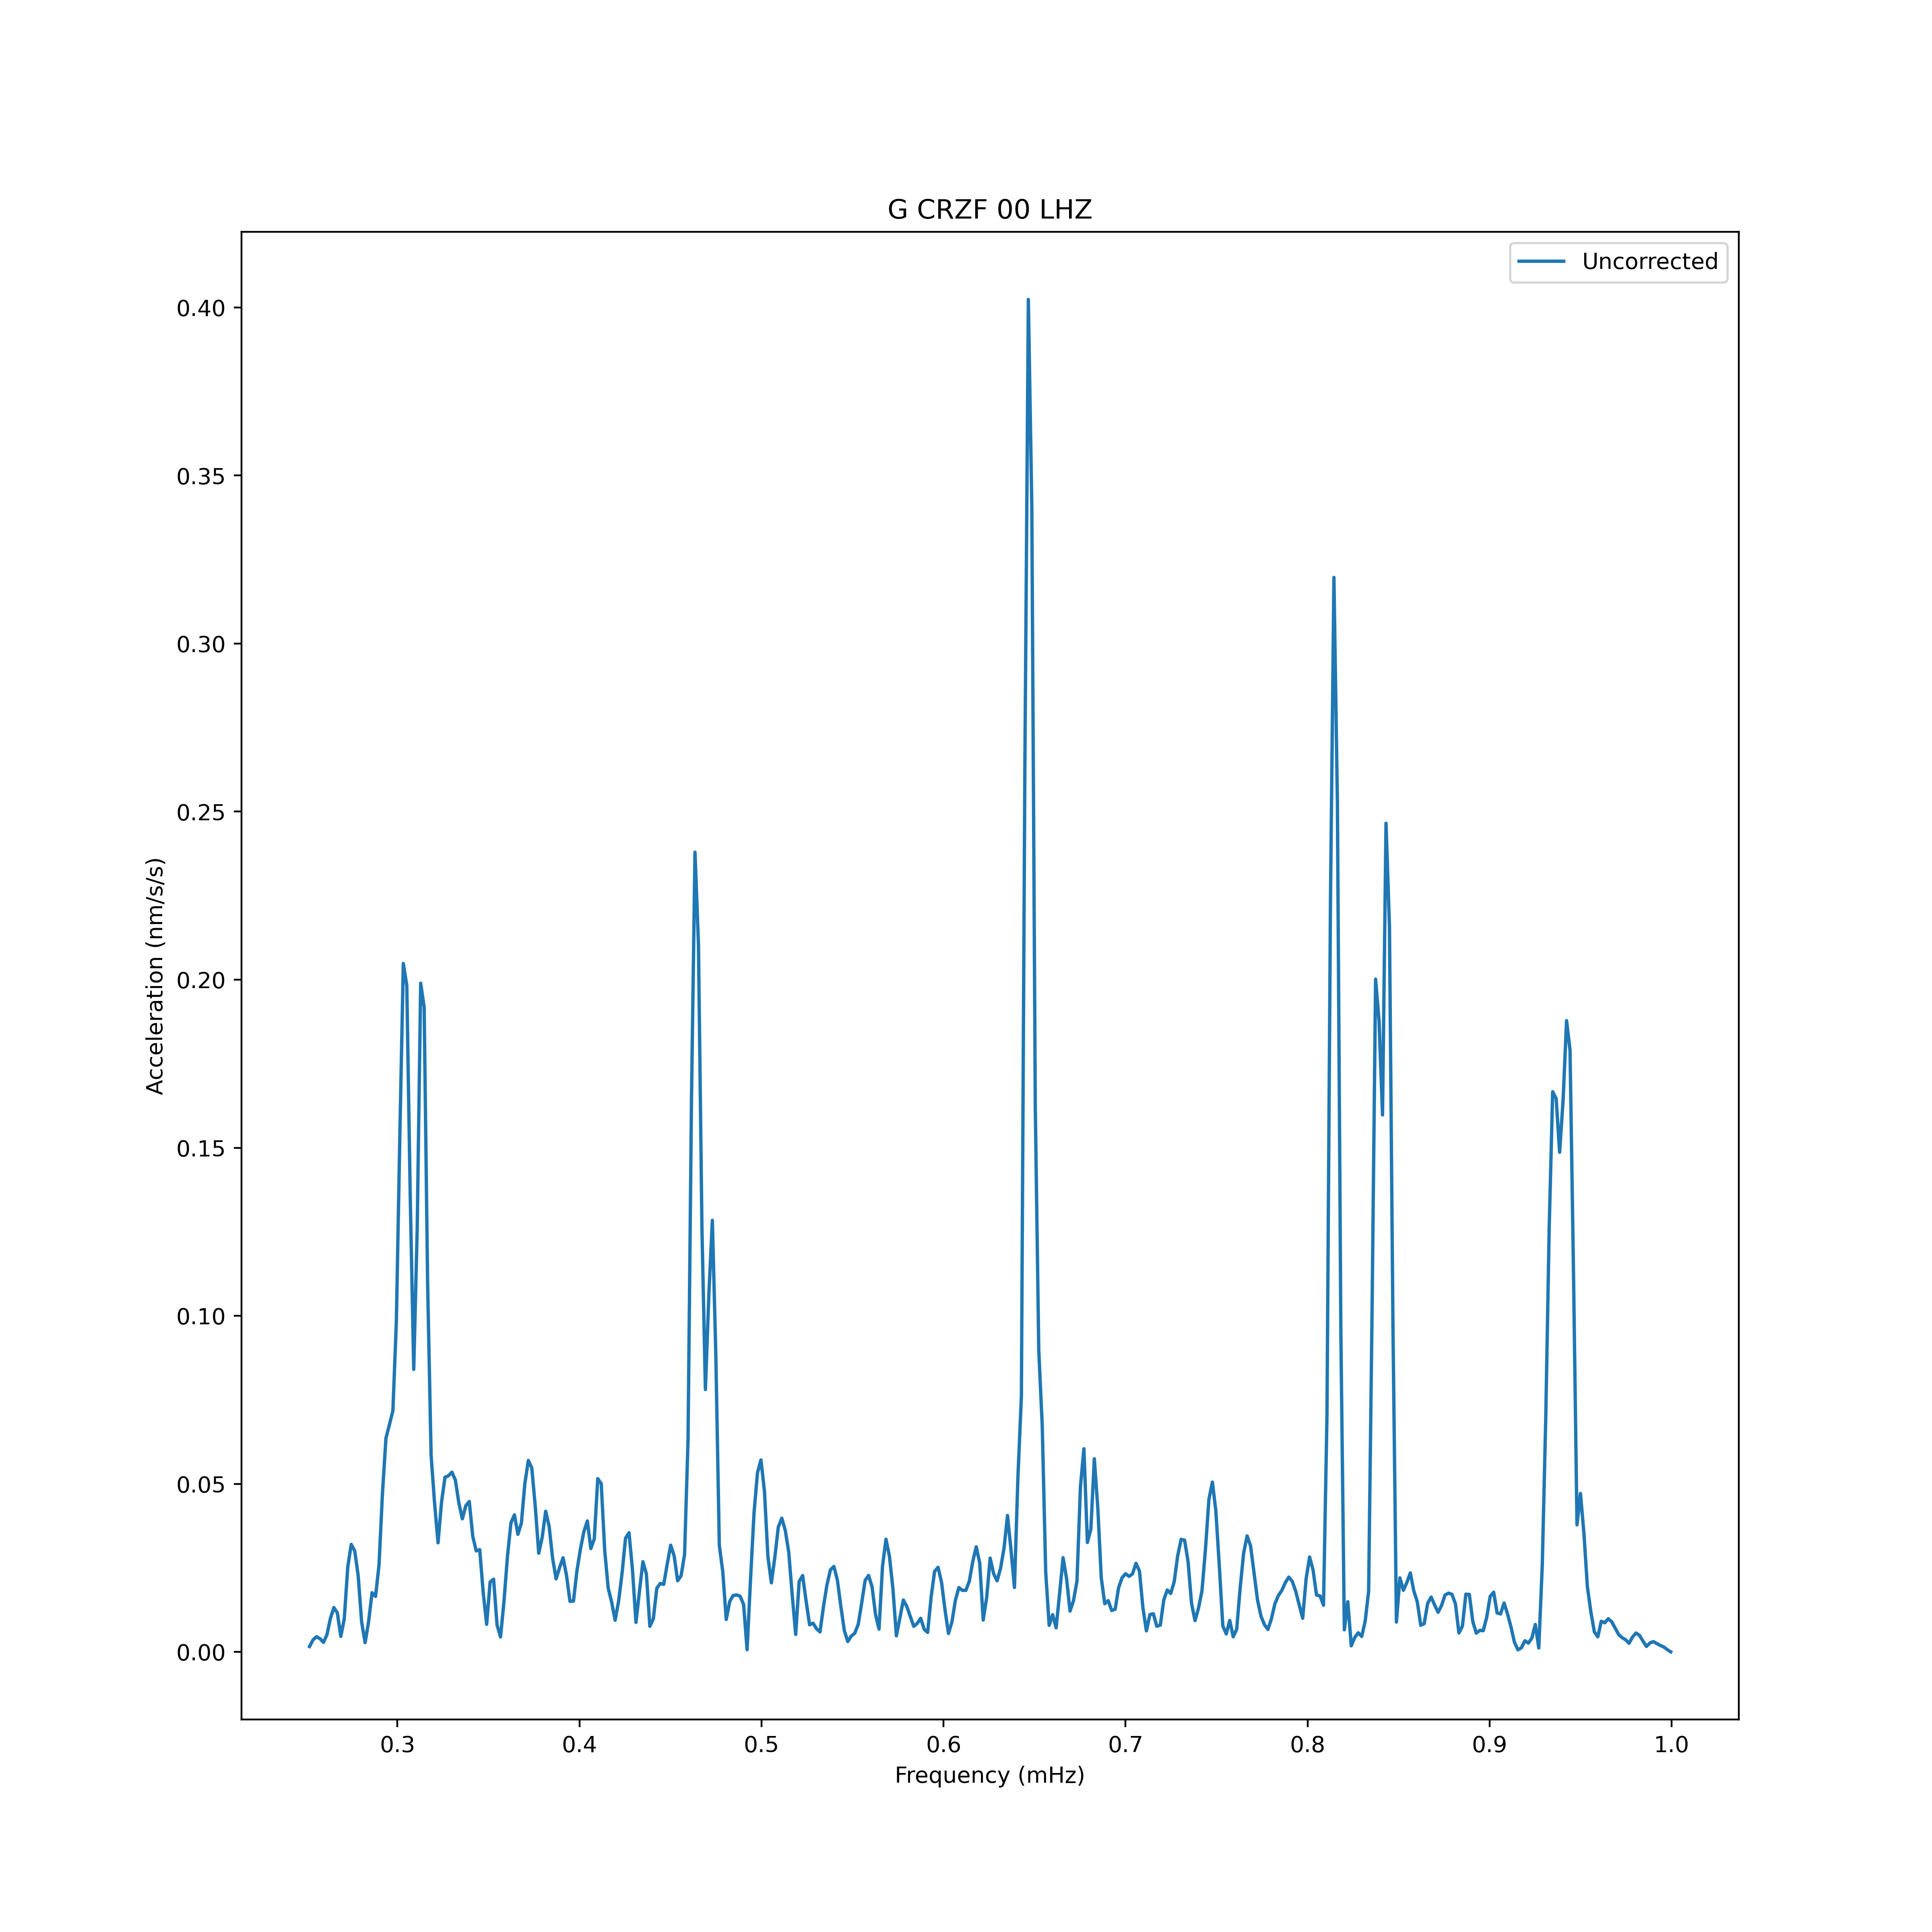 G CRZF 00 LHZ
Uncorrected
0.40
0.35
0.30
0.25
0.20
0.15
0.10
0.05
0.00
Acceleration (nm/s/s)
0.3 0.4 0.5 0.6 0.7 0.8 0.9 1.0
Frequency (mHz)